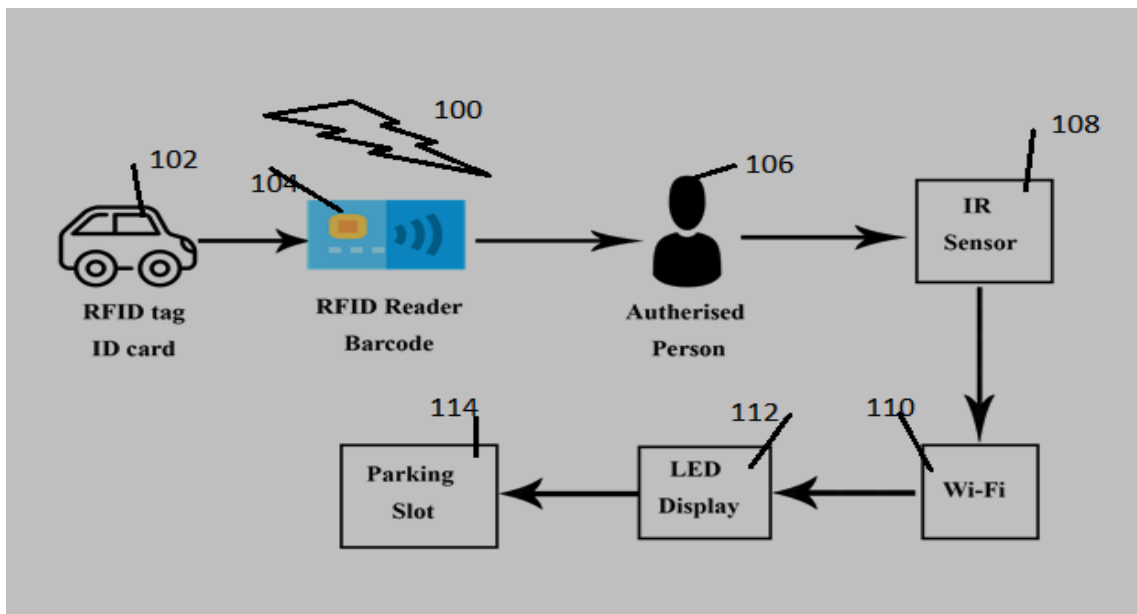 100
102
104
106
108
RFID tag
ID card
RFID Reader
Barcode
Autherised
Person
IR
Sensor
114
112
110
Parking
Slot
LED
Display
Wi-Fi